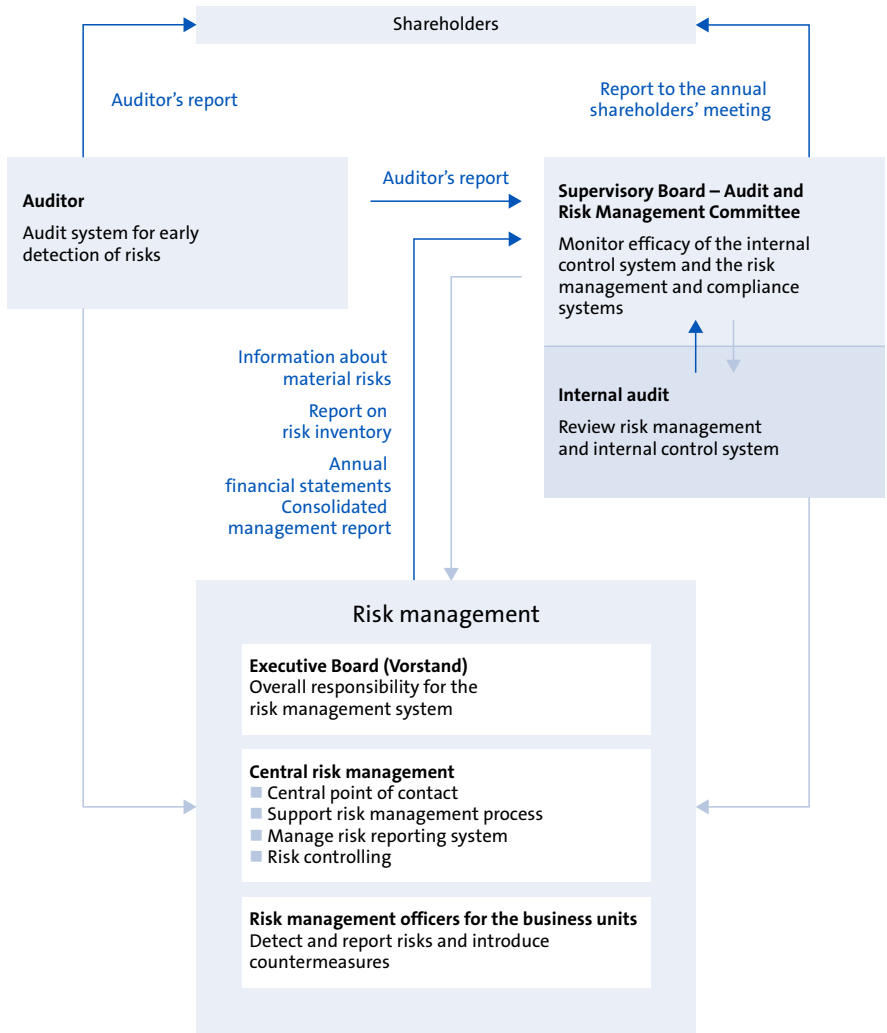 Shareholders
Auditor’s report
Report to the annual
shareholders’ meeting
Auditor
Audit system for early
detection of risks
Auditor’s report
Supervisory Board – Audit and
Risk Management Committee
Monitor efficacy of the internal
control system and the risk
management and compliance
systems
Information about
material risks
Report on
risk inventory
Annual
financial statements
Consolidated
management report
Internal audit
Review risk management
and internal control system
Risk management
Executive Board (Vorstand)
Overall responsibility for the
risk management system
Central risk management
Central point of contact
Support risk management process
Manage risk reporting system
Risk controlling
Risk management officers for the business units
Detect and report risks and introduce
countermeasures